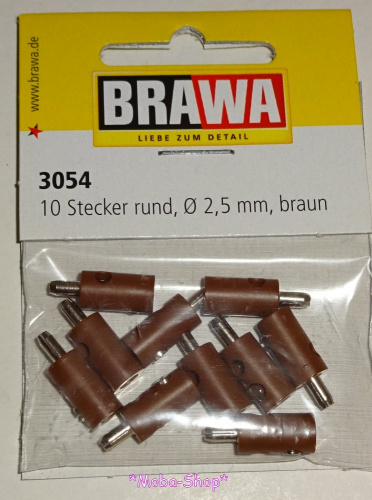 www.brawa.de
BRAWA
LIEBE ZUM DETAIL
3054
10 Stecker rund, Ø 2,5 mm, braun
*Moba-Shop*